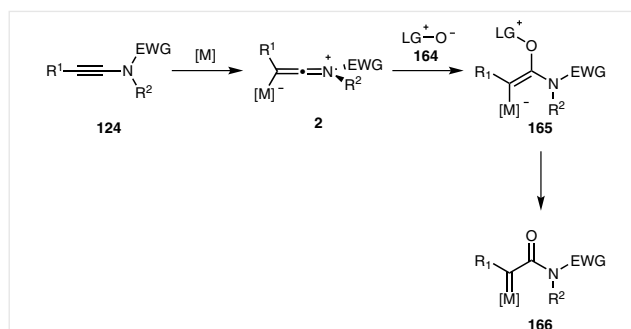 LG⁺–O⁻
164
[M]
R¹
EWG
N
R²
124
R¹
[M]⁻
N⁺
EWG
R²
2
LG⁺
O
R₁
EWG
N
R²
[M]⁻
165
O
R₁
EWG
N
R²
[M]
166